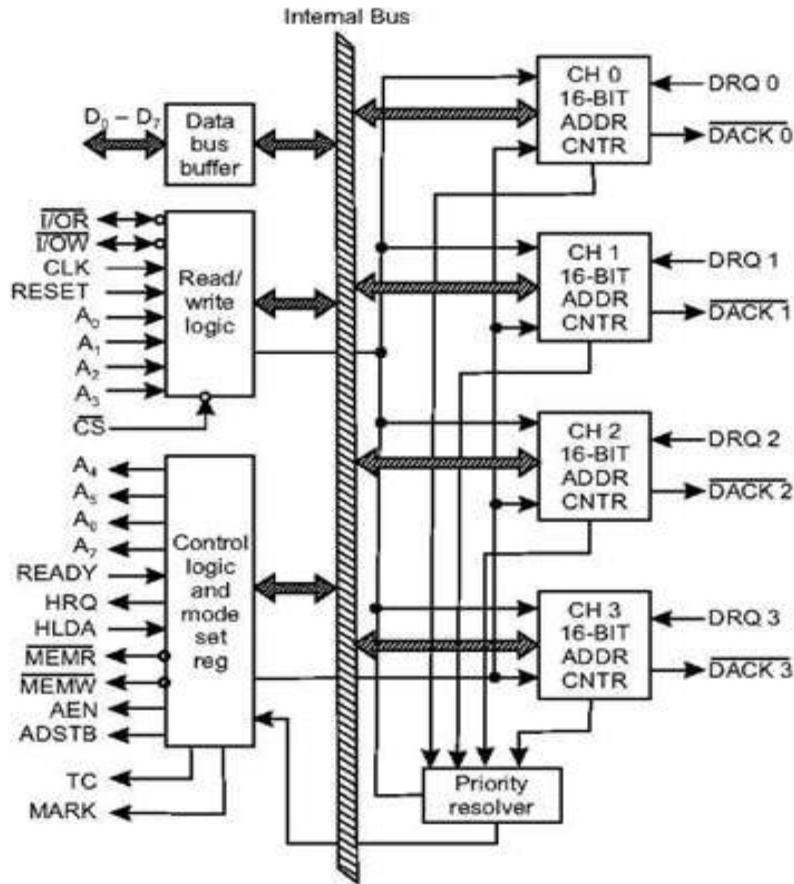 Internal Bus
D₀ – D₇
Data
bus
buffer
I/OR
I/OW
CLK
RESET
A₀
A₁
A₂
A₃
CS
Read/
write
logic
A₄
A₅
A₆
A₇
READY
HRQ
HLDA
MEMR
MEMW
AEN
ADSTB
TC
MARK
Control
logic
and
mode
set
reg
CH 0
16-BIT
ADDR
CNTR
DRQ 0
DACK 0
CH 1
16-BIT
ADDR
CNTR
DRQ 1
DACK 1
CH 2
16-BIT
ADDR
CNTR
DRQ 2
DACK 2
CH 3
16-BIT
ADDR
CNTR
DRQ 3
DACK 3
Priority
resolver